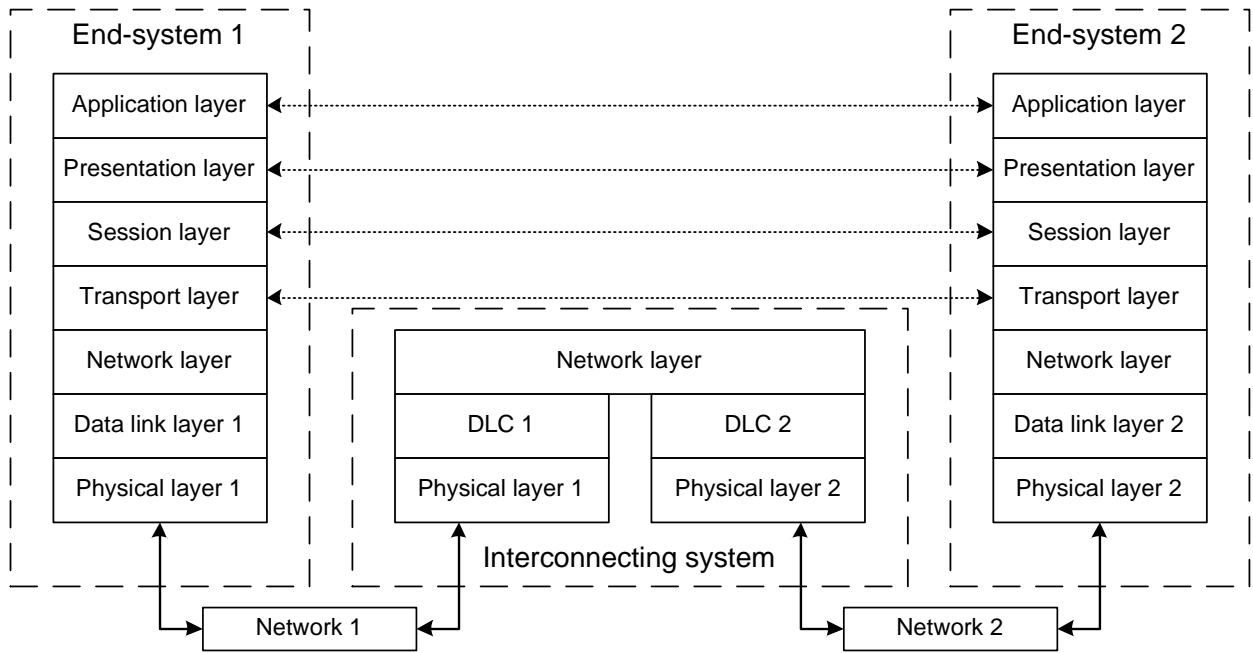 End-system 1
Application layer
Presentation layer
Session layer
Transport layer
Network layer
Data link layer 1
Physical layer 1
Network layer
DLC 1
DLC 2
Physical layer 1
Physical layer 2
Interconnecting system
End-system 2
Application layer
Presentation layer
Session layer
Transport layer
Network layer
Data link layer 2
Physical layer 2
Network 1
Network 2